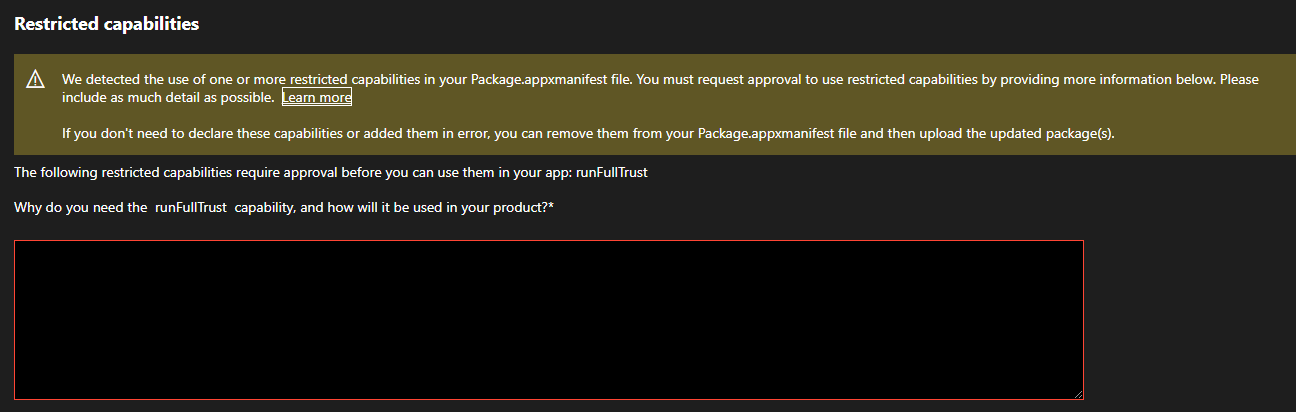 Restricted capabilities
We detected the use of one or more restricted capabilities in your Package.appxmanifest file. You must request approval to use restricted capabilities by providing more information below. Please
include as much detail as possible. Learn more
If you don't need to declare these capabilities or added them in error, you can remove them from your Package.appxmanifest file and then upload the updated package(s).
The following restricted capabilities require approval before you can use them in your app: runFullTrust
Why do you need the runFullTrust capability, and how will it be used in your product?*